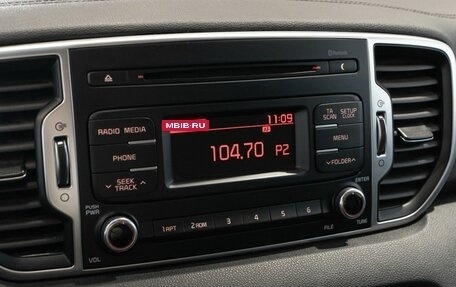 Bluetooth
RADIO MEDIA
PHONE
SEEK
TRACK
PUSH
PWR
VOL
MBIB.RU
11:09
104.70 P2
TA
SCAN
SETUP
CLOCK
MENU
FOLDER
ENTER
TUNE
FILE
1 RPT 2 RDM 3 4 5 6